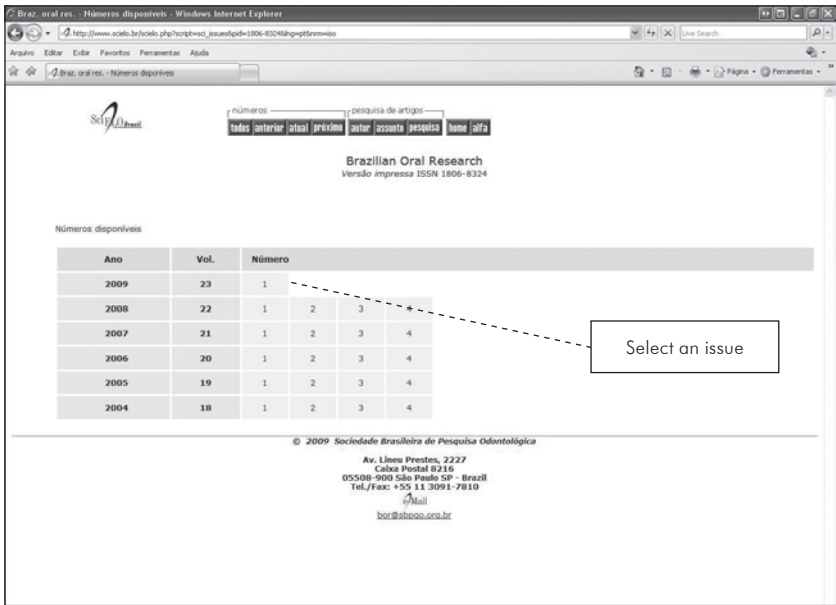 Braz. oral res. - Números disponíveis - Windows Internet Explorer
http://www.scielo.br/scielo.php?script=sci_issues&pid=1806-8324&lng=pt&nrm=iso
Live Search
Arquivo Editar Exibir Favoritos Ferramentas Ajuda
Braz. oral res. - Números disponíveis
Página Ferramentas
SciELO Brazil
números pesquisa de artigos
todos anterior atual próximo autor assunto pesquisa home alfa
Brazilian Oral Research
Versão impressa ISSN 1806-8324
Números disponíveis
Ano Vol. Número
2009 23 1
2008 22 1 2 3 4
2007 21 1 2 3 4
Select an issue
2006 20 1 2 3 4
2005 19 1 2 3 4
2004 18 1 2 3 4
© 2009 Sociedade Brasileira de Pesquisa Odontológica
Av. Lineu Prestes, 2227
Caixa Postal 8216
05508-900 São Paulo SP - Brazil
Tel./Fax: +55 11 3091-7810
eMail
bor@sbpqo.org.br